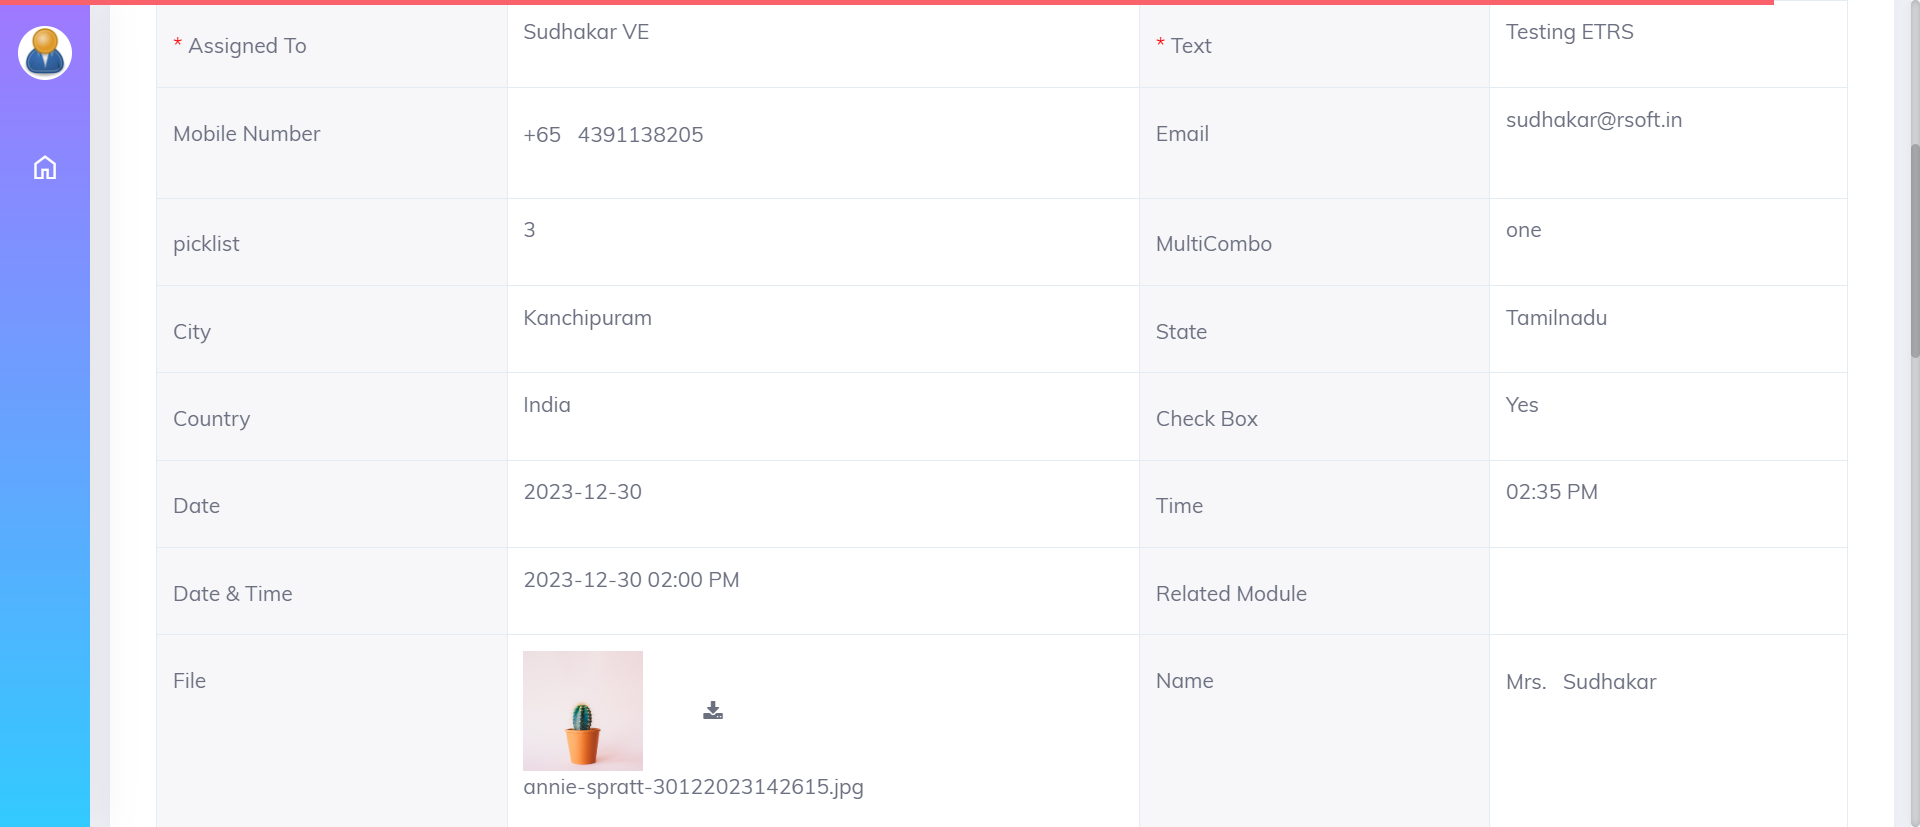 * Assigned To
Sudhakar VE
* Text
Testing ETRS
Mobile Number
+65 4391138205
Email
sudhakar@rsoft.in
picklist
3
MultiCombo
one
City
Kanchipuram
State
Tamilnadu
Country
India
Check Box
Yes
Date
2023-12-30
Time
02:35 PM
Date & Time
2023-12-30 02:00 PM
Related Module
File
annie-spratt-30122023142615.jpg
Name
Mrs. Sudhakar